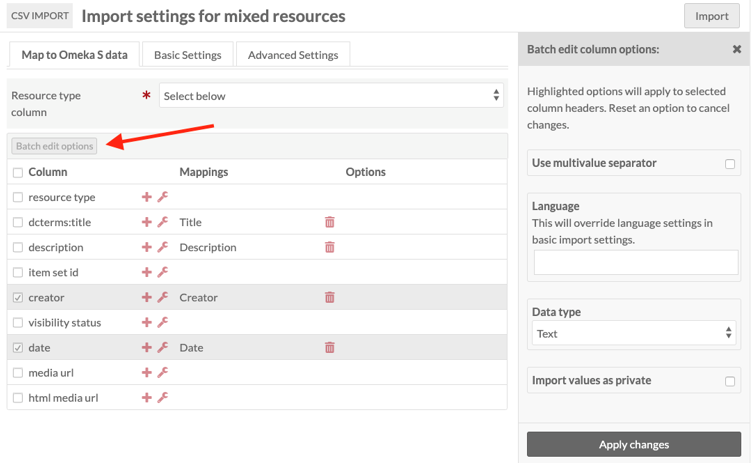 CSV IMPORT Import settings for mixed resources Import
Map to Omeka S data Basic Settings Advanced Settings
Resource type
column
* Select below
Batch edit options
Column Mappings Options
resource type
dcterms:title Title
description Description
item set id
creator Creator
visibility status
date Date
media url
html media url
Batch edit column options:
Highlighted options will apply to selected
column headers. Reset an option to cancel
changes.
Use multivalue separator
Language
This will override language settings in
basic import settings.
Data type
Text
Import values as private
Apply changes